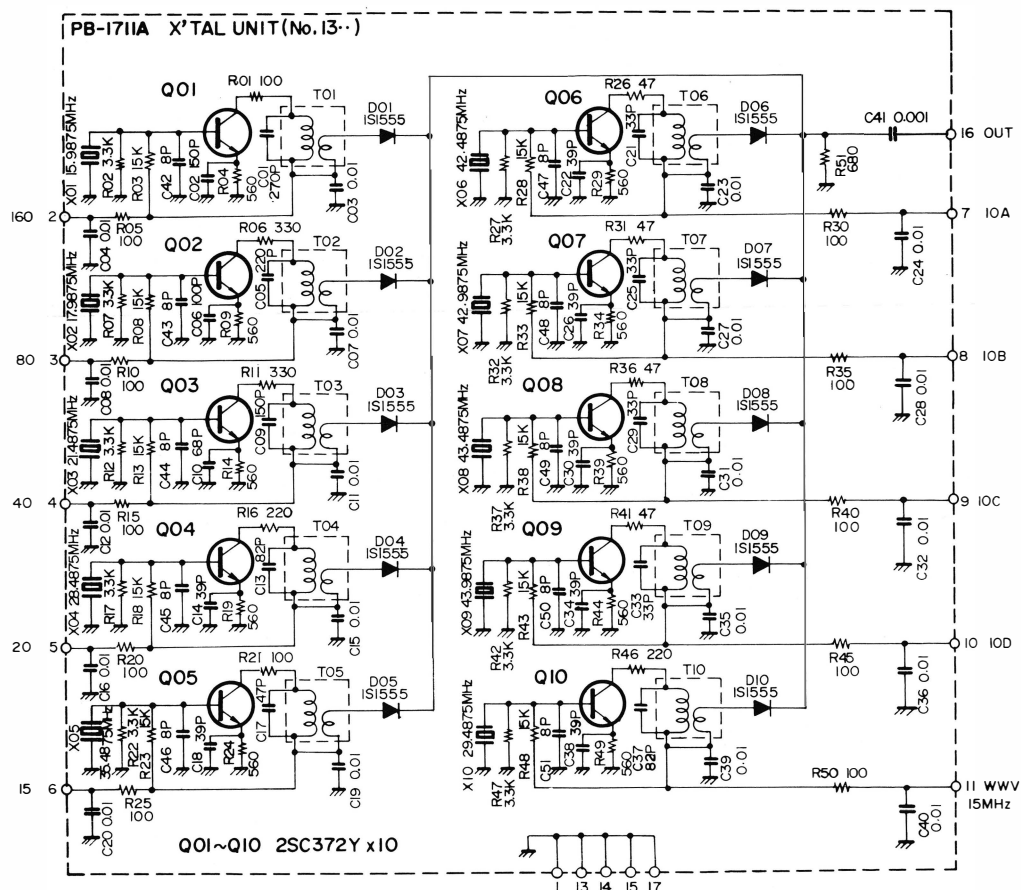 PB-1711A X'TAL UNIT (No.13··)
Q01
R01 100
T01
D01
1S1555
X01 15.9875MHz
R02 3.3K
R03 15K
C42 8P
C02 150P
R04
560
C01
270P
C03 0.01
160 2
C04 0.01
R05
100
Q02
R06 330
T02
D02
1S1555
X02 17.9875MHz
R07 3.3K
R08 15K
C43 8P
C06 100P
R09
560
C05 220P
C07 0.01
80 3
C08 0.01
R10
100
Q03
R11 330
T03
D03
1S1555
X03 21.4875MHz
R12 3.3K
R13 15K
C44 8P
C10 68P
R14
560
C09 150P
C11 0.01
40 4
C12 0.01
R15
100
Q04
R16 220
T04
D04
1S1555
X04 28.4875MHz
R17 3.3K
R18 15K
C45 8P
C14 39P
R19
560
C13 82P
C15 0.01
20 5
C16 0.01
R20
100
Q05
R21 100
T05
D05
1S1555
X05
35.4875MHz
R22 3.3K
R23 15K
C46 8P
C18 39P
R24
560
C17 47P
C19 0.01
15 6
C20 0.01
R25
100
Q06
R26 47
T06
D06
1S1555
X06 42.4875MHz
R27
3.3K
R28 15K
C47 8P
C22 39P
R29
560
C21 33P
C23
0.01
C41 0.001
R51
680
16 OUT
R30
100
C24 0.01
7 10A
Q07
R31 47
T07
D07
1S1555
X07 42.9875MHz
R32
3.3K
R33 15K
C48 8P
C26 39P
R34
560
C25 33P
C27
0.01
R35
100
C28 0.01
8 10B
Q08
R36 47
T08
D08
1S1555
X08 43.4875MHz
R37
3.3K
R38 15K
C49 8P
C30 39P
R39
560
C29 33P
C31
0.01
R40
100
C32 0.01
9 10C
Q09
R41 47
T09
D09
1S1555
X09 43.9875MHz
R42
3.3K
R43 15K
C50 8P
C34 39P
R44
560
C33
33P
C35
0.01
R45
100
C36 0.01
10 10D
Q10
R46 220
T10
D10
1S1555
X10 29.4875MHz
R47
3.3K
R48 15K
C51 8P
C38 39P
R49
560
C37
82P
C39
0.01
R50 100
C40
0.01
11 WWV
15MHz
Q01~Q10 2SC372Y x10
1 13 14 15 17